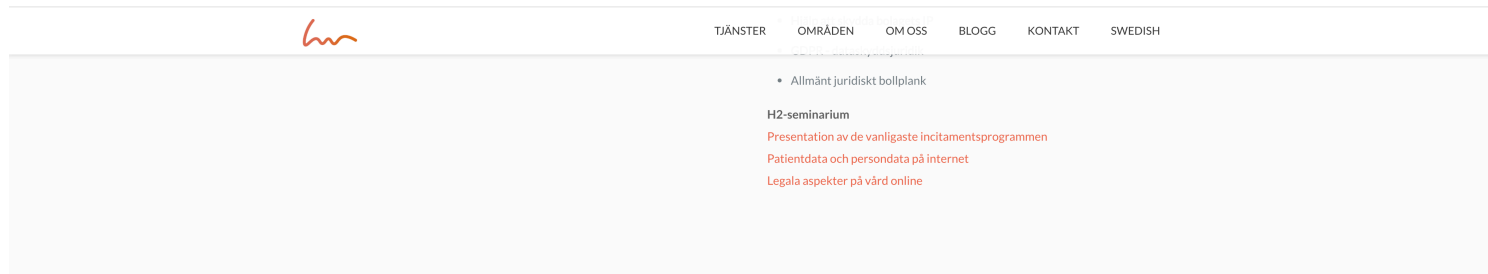 TJÄNSTER OMRÅDEN OM OSS BLOGG KONTAKT SWEDISH
Allmänt juridiskt bollplank
H2-seminarium
Presentation av de vanligaste incitamentsprogrammen
Patientdata och persondata på internet
Legala aspekter på vård online